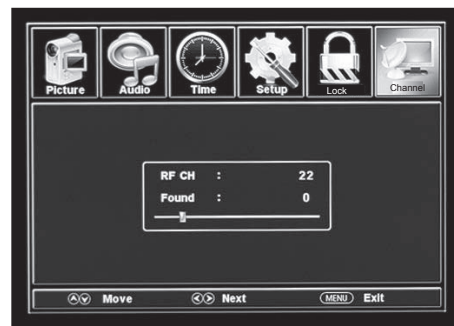 Picture Audio Time Setup Lock Channel
RF CH : 22
Found : 0
Move Next MENU Exit